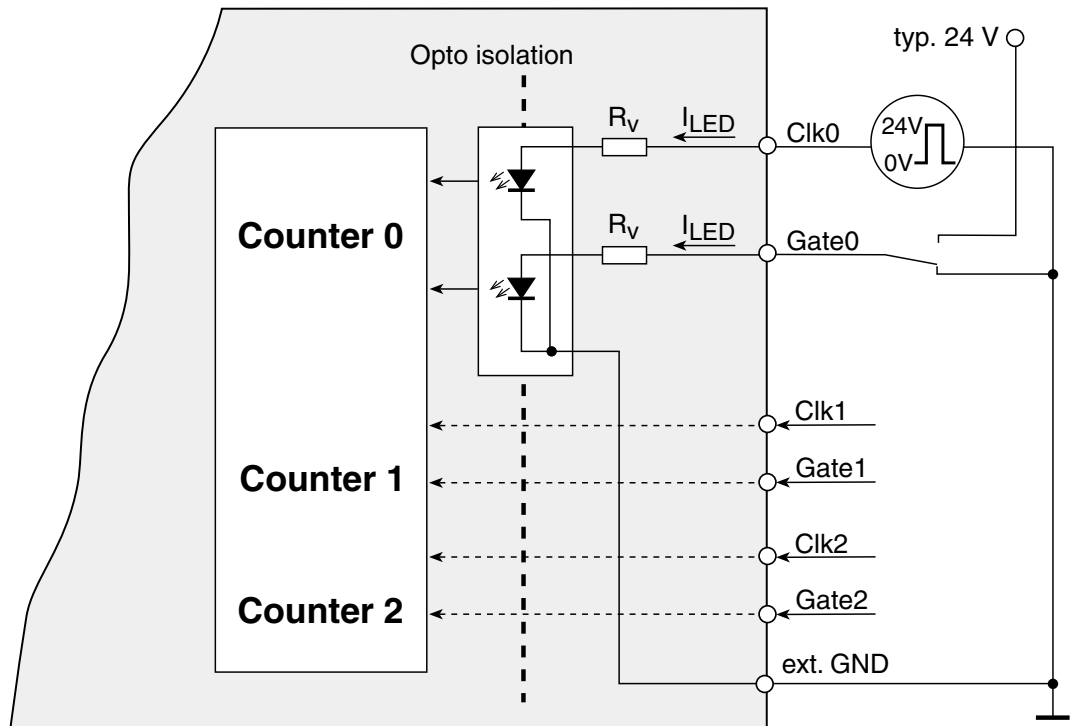 typ. 24 V
Opto isolation
Rv
ILED
Clk0
24V
0V
Counter 0
Rv
ILED
Gate0
Clk1
Counter 1
Gate1
Clk2
Counter 2
Gate2
ext. GND